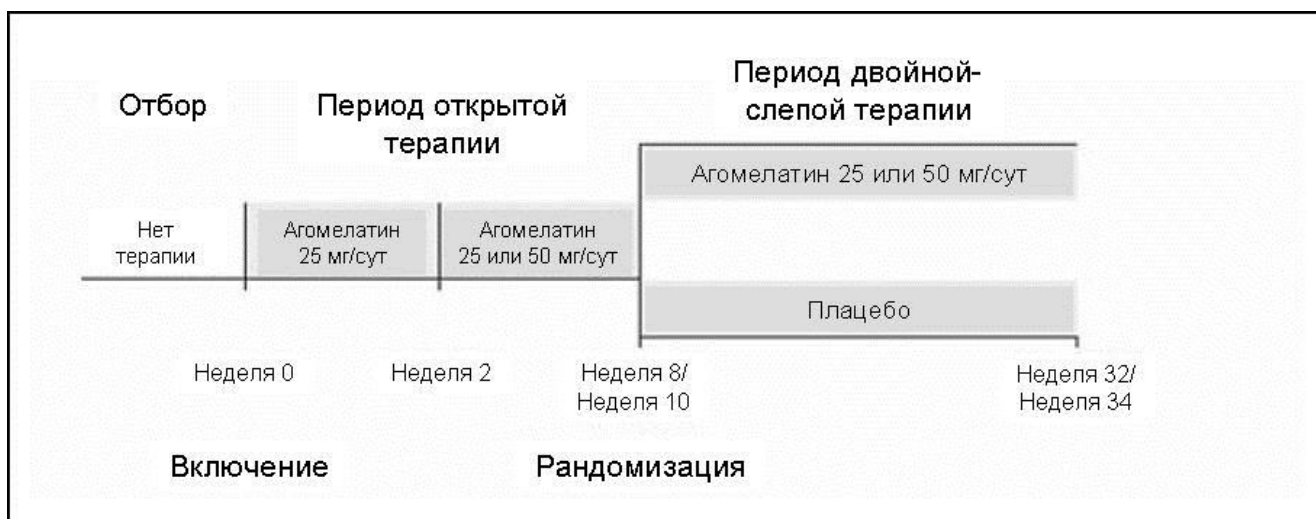 Отбор
Период открытой
терапии
Период двойной-
слепой терапии
Нет
терапии
Агомелатин
25 мг/сут
Агомелатин
25 или 50 мг/сут
Агомелатин 25 или 50 мг/сут
Плацебо
Неделя 0
Неделя 2
Неделя 8/
Неделя 10
Неделя 32/
Неделя 34
Включение
Рандомизация